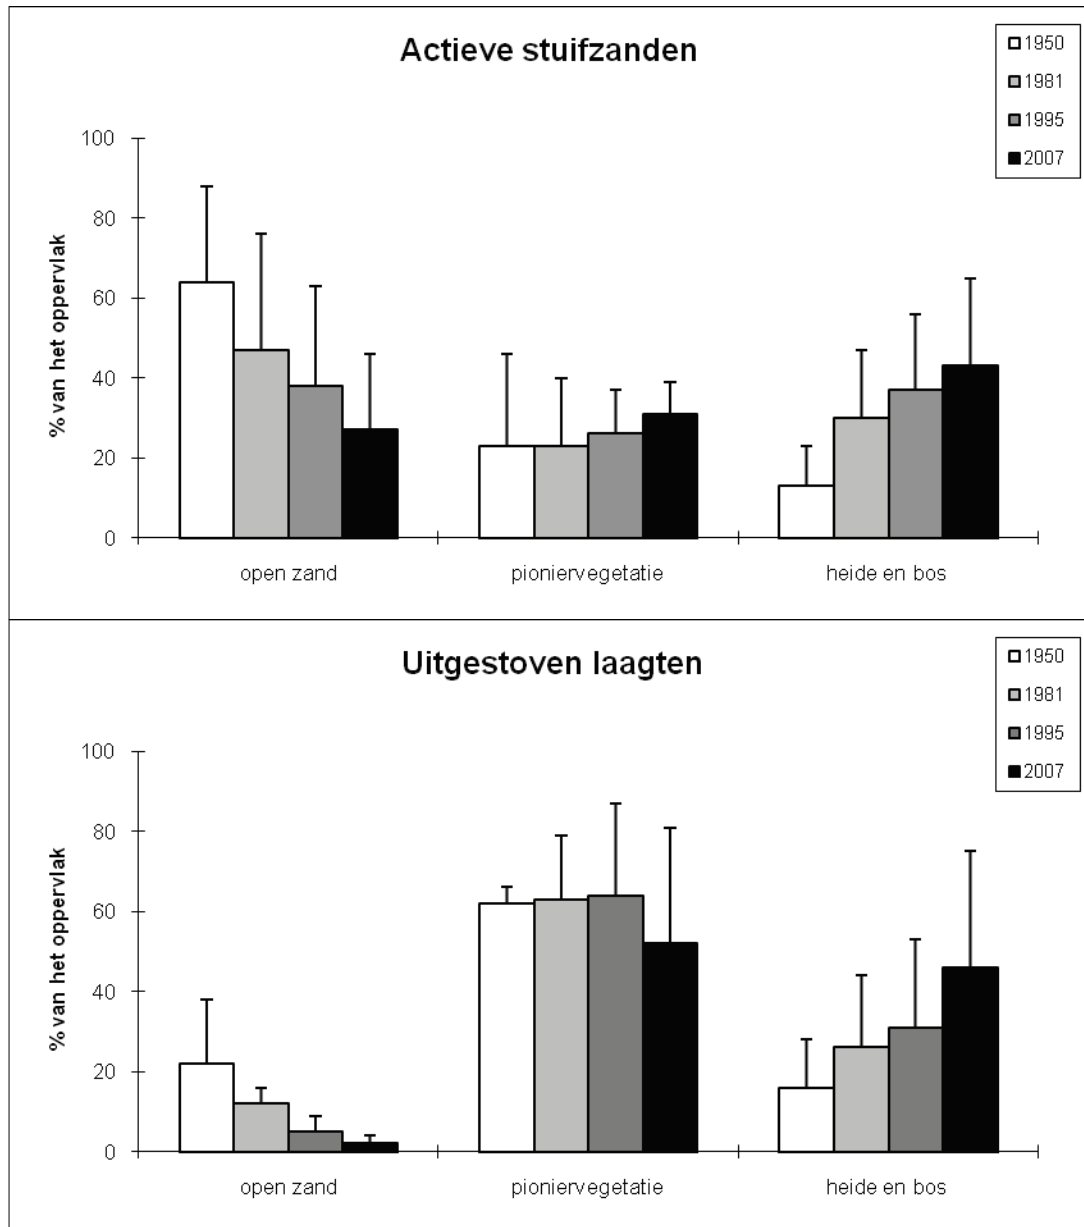 Actieve stuifzanden
1950
1981
1995
2007
% van het oppervlak
100
80
60
40
20
0
open zand
pioniervegetatie
heide en bos
Uitgestoven laagten
1950
1981
1995
2007
% van het oppervlak
100
80
60
40
20
0
open zand
pioniervegetatie
heide en bos